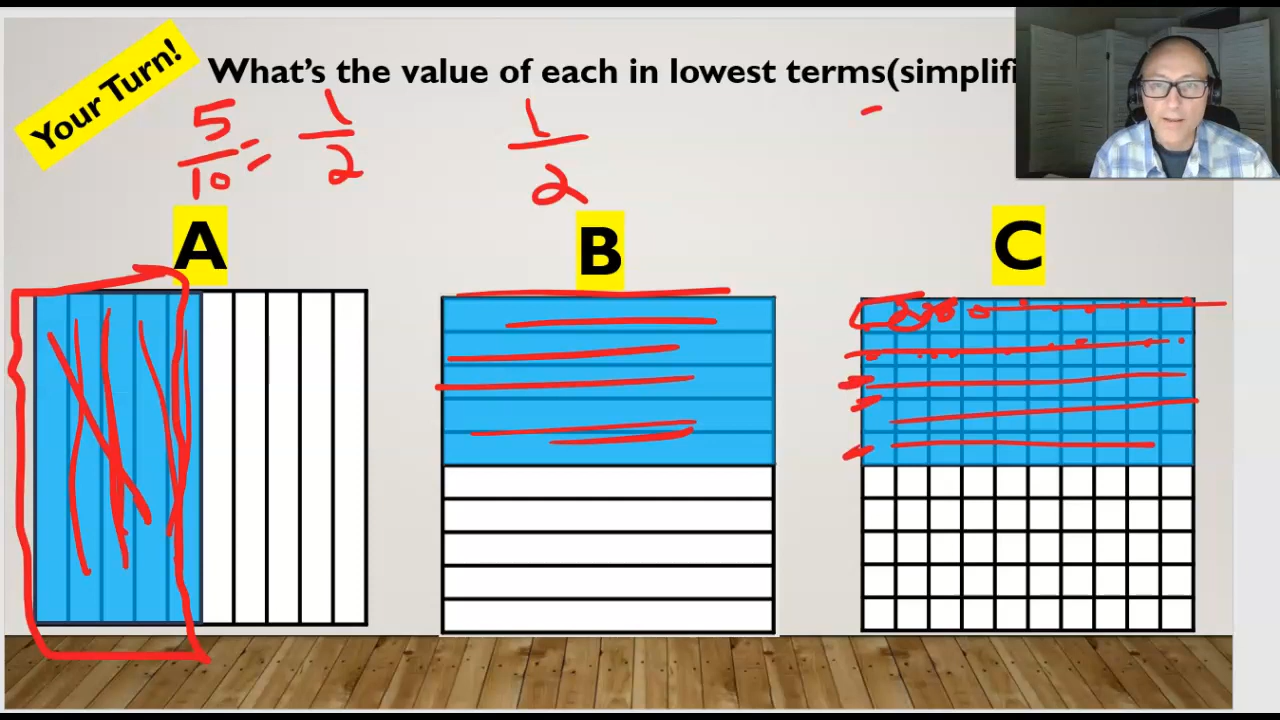 Your Turn!
What's the value of each in lowest terms(simplifi
5/10 = 1/2
1/2
A
B
C